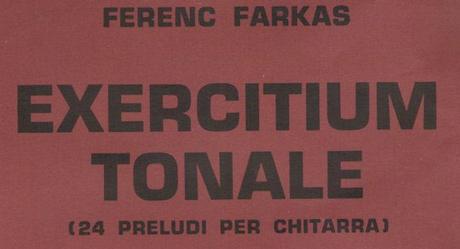 FERENC FARKAS
EXERCITIUM
TONALE
(24 PRELUDI PER CHITARRA)